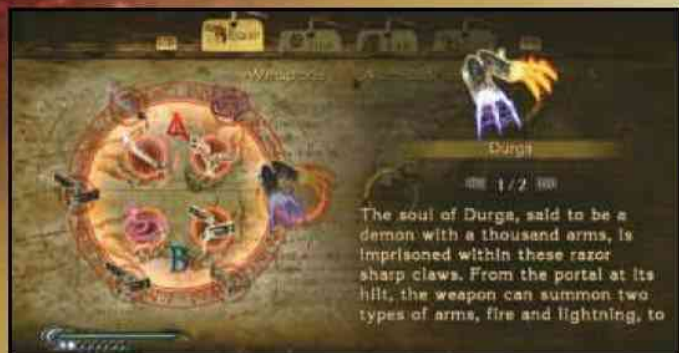 Weapons
A
B
Durga
1/2
The soul of Durga, said to be a
demon with a thousand arms, is
imprisoned within these razor
sharp claws. From the portal at its
hilt, the weapon can summon two
types of arms, fire and lightning, to